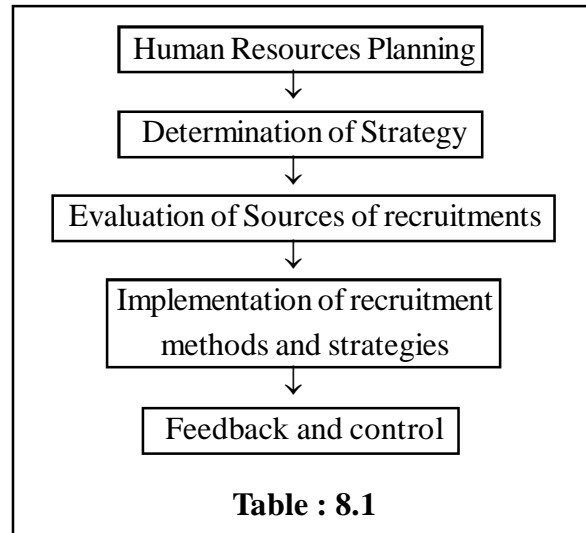 Human Resources Planning
↓
Determination of Strategy
↓
Evaluation of Sources of recruitments
↓
Implementation of recruitment
methods and strategies
↓
Feedback and control
Table : 8.1